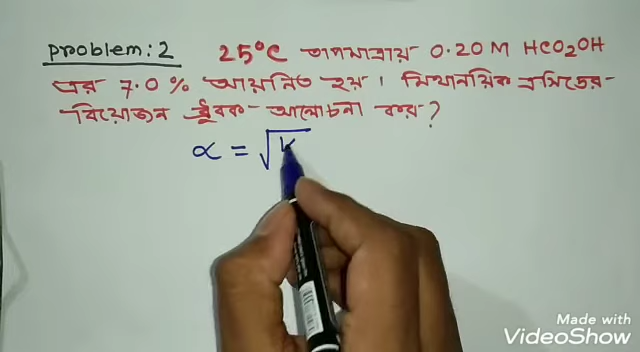 problem:2 25°C তাপমাত্রায় 0.20M HCO₂OH
এর 7.0% আয়নিত হয়। মিথানয়িক এসিডের
বিয়োজন ধ্রুবক আলোচনা কর?
α = √K
Made with
VideoShow